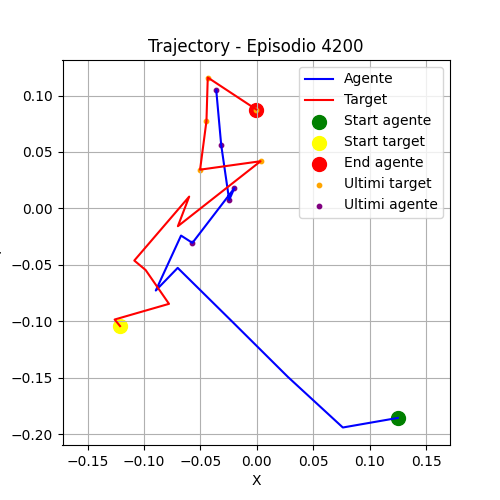 Trajectory - Episodio 4200
Agente
Target
Start agente
Start target
End agente
Ultimi target
Ultimi agente
0.10
0.05
0.00
−0.05
−0.10
−0.15
−0.20
−0.15 −0.10 −0.05 0.00 0.05 0.10 0.15
X